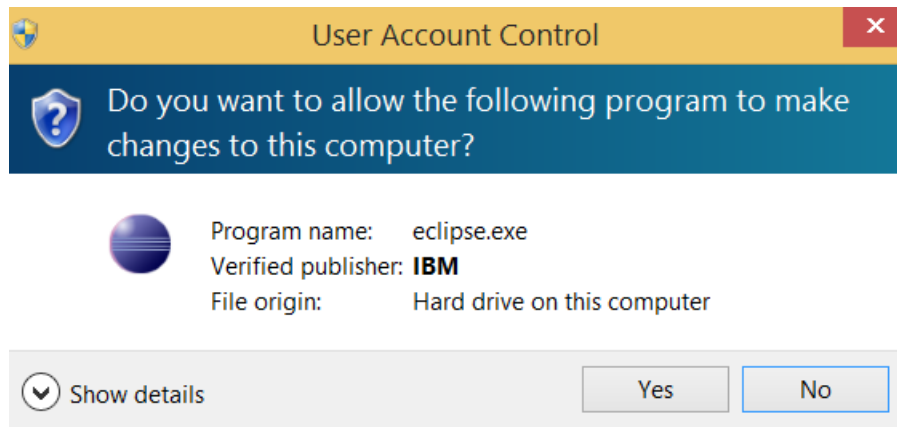 User Account Control
Do you want to allow the following program to make
changes to this computer?
Program name: eclipse.exe
Verified publisher: IBM
File origin: Hard drive on this computer
Show details
Yes
No